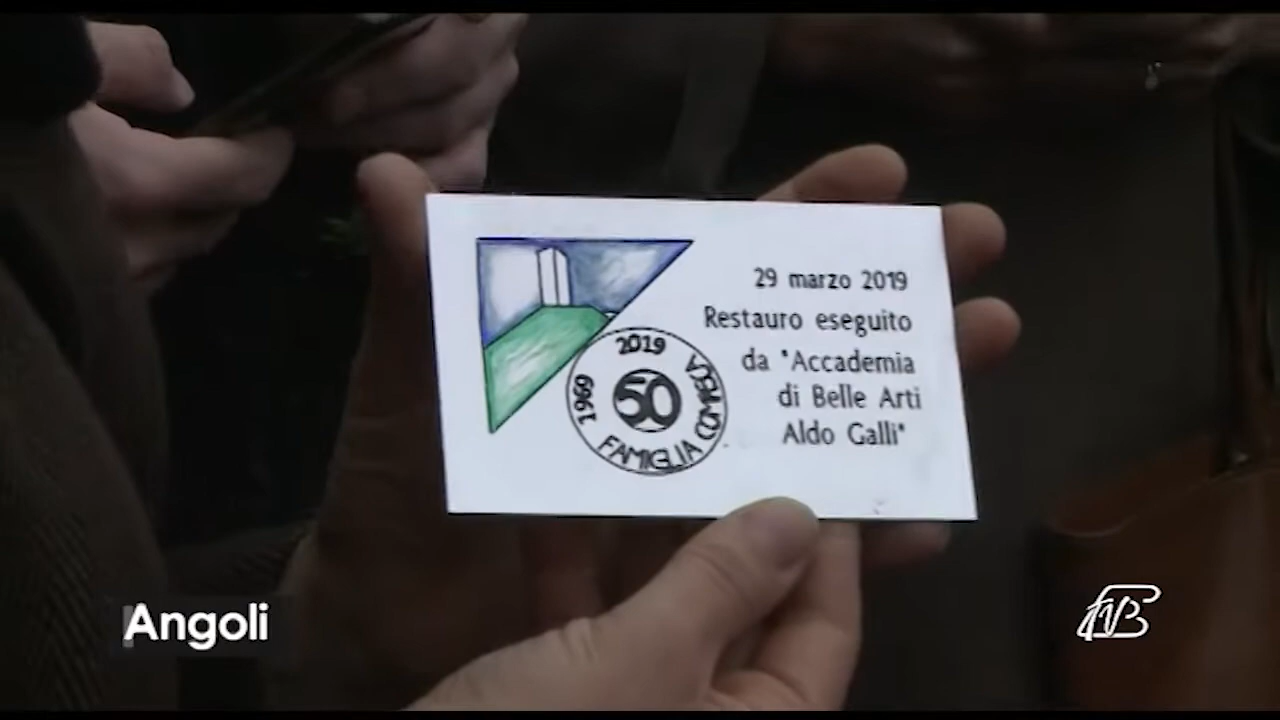 29 marzo 2019
Restauro eseguito
da "Accademia
di Belle Arti
Aldo Galli"
2019
1969
50
FAMIGLIA COMASCA
Angoli